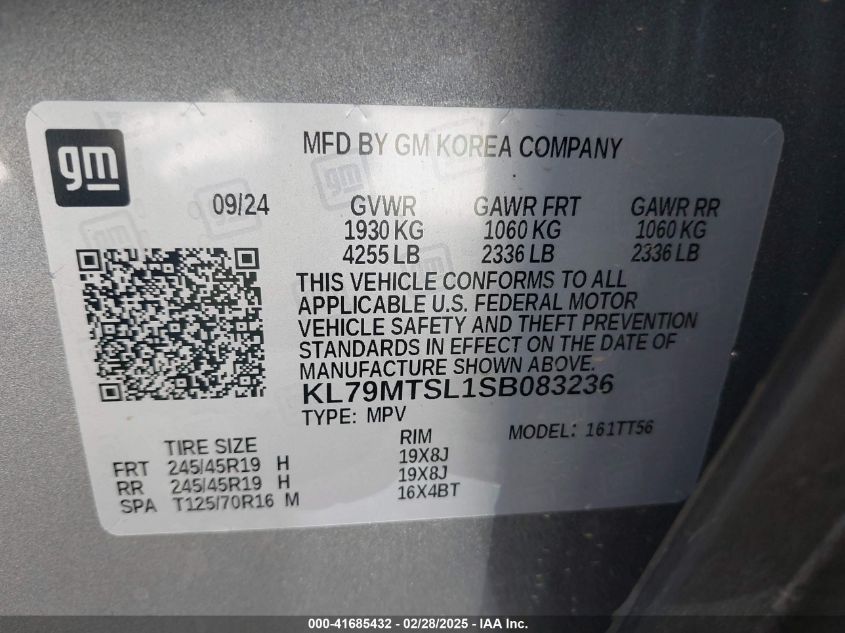 gm
MFD BY GM KOREA COMPANY
09/24 GVWR GAWR FRT GAWR RR
1930 KG 1060 KG 1060 KG
4255 LB 2336 LB 2336 LB
THIS VEHICLE CONFORMS TO ALL
APPLICABLE U.S. FEDERAL MOTOR
VEHICLE SAFETY AND THEFT PREVENTION
STANDARDS IN EFFECT ON THE DATE OF
MANUFACTURE SHOWN ABOVE.
KL79MTSL1SB083236
TYPE: MPV MODEL: 161TT56
TIRE SIZE RIM
FRT 245/45R19 H 19X8J
RR 245/45R19 H 19X8J
SPA T125/70R16 M 16X4BT
000-41685432 - 02/28/2025 - IAA Inc.